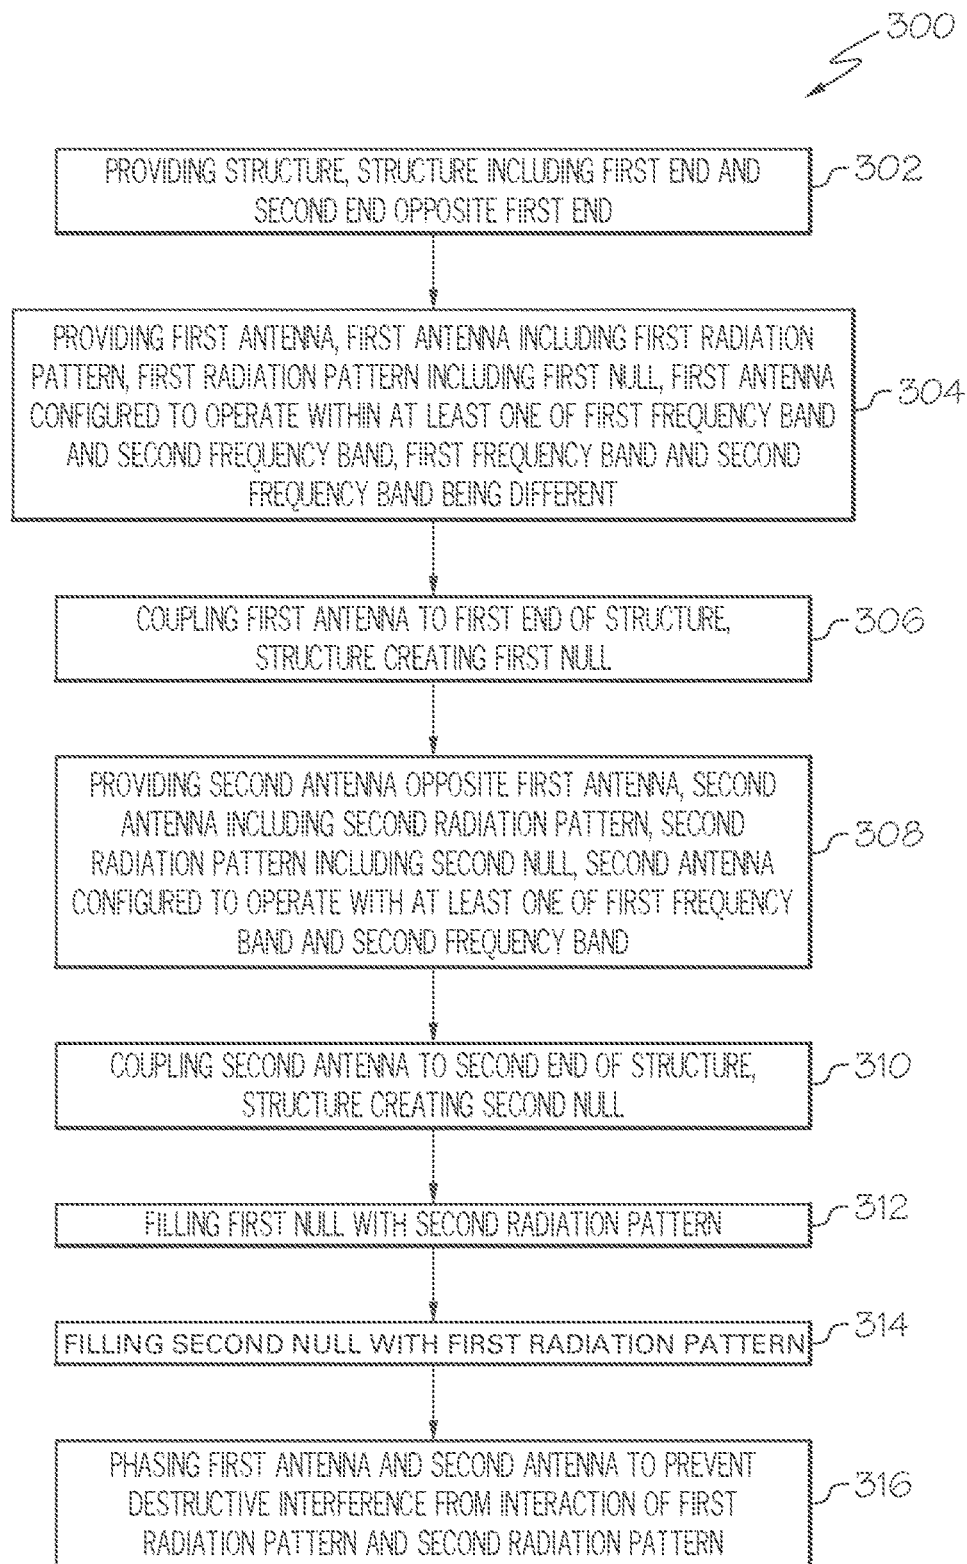 300
PROVIDING STRUCTURE, STRUCTURE INCLUDING FIRST END AND
SECOND END OPPOSITE FIRST END
302
PROVIDING FIRST ANTENNA, FIRST ANTENNA INCLUDING FIRST RADIATION
PATTERN, FIRST RADIATION PATTERN INCLUDING FIRST NULL, FIRST ANTENNA
CONFIGURED TO OPERATE WITHIN AT LEAST ONE OF FIRST FREQUENCY BAND
AND SECOND FREQUENCY BAND, FIRST FREQUENCY BAND AND SECOND
FREQUENCY BAND BEING DIFFERENT
304
COUPLING FIRST ANTENNA TO FIRST END OF STRUCTURE,
STRUCTURE CREATING FIRST NULL
306
PROVIDING SECOND ANTENNA OPPOSITE FIRST ANTENNA, SECOND
ANTENNA INCLUDING SECOND RADIATION PATTERN, SECOND
RADIATION PATTERN INCLUDING SECOND NULL, SECOND ANTENNA
CONFIGURED TO OPERATE WITH AT LEAST ONE OF FIRST FREQUENCY
BAND AND SECOND FREQUENCY BAND
308
COUPLING SECOND ANTENNA TO SECOND END OF STRUCTURE,
STRUCTURE CREATING SECOND NULL
310
FILLING FIRST NULL WITH SECOND RADIATION PATTERN
312
FILLING SECOND NULL WITH FIRST RADIATION PATTERN
314
PHASING FIRST ANTENNA AND SECOND ANTENNA TO PREVENT
DESTRUCTIVE INTERFERENCE FROM INTERACTION OF FIRST
RADIATION PATTERN AND SECOND RADIATION PATTERN
316